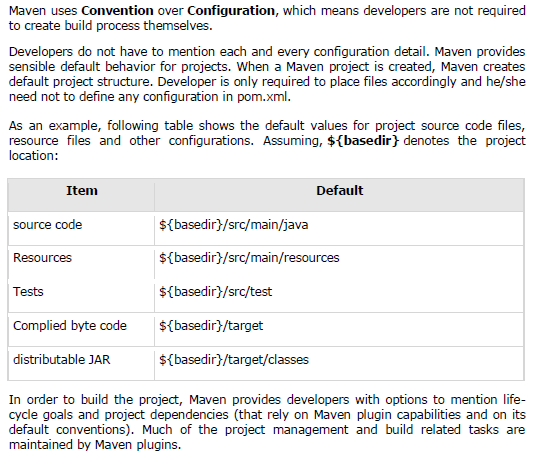 Maven uses Convention over Configuration, which means developers are not required
to create build process themselves.
Developers do not have to mention each and every configuration detail. Maven provides
sensible default behavior for projects. When a Maven project is created, Maven creates
default project structure. Developer is only required to place files accordingly and he/she
need not to define any configuration in pom.xml.
As an example, following table shows the default values for project source code files,
resource files and other configurations. Assuming, ${basedir} denotes the project
location:
Item Default
source code ${basedir}/src/main/java
Resources ${basedir}/src/main/resources
Tests ${basedir}/src/test
Complied byte code ${basedir}/target
distributable JAR ${basedir}/target/classes
In order to build the project, Maven provides developers with options to mention life-
cycle goals and project dependencies (that rely on Maven plugin capabilities and on its
default conventions). Much of the project management and build related tasks are
maintained by Maven plugins.